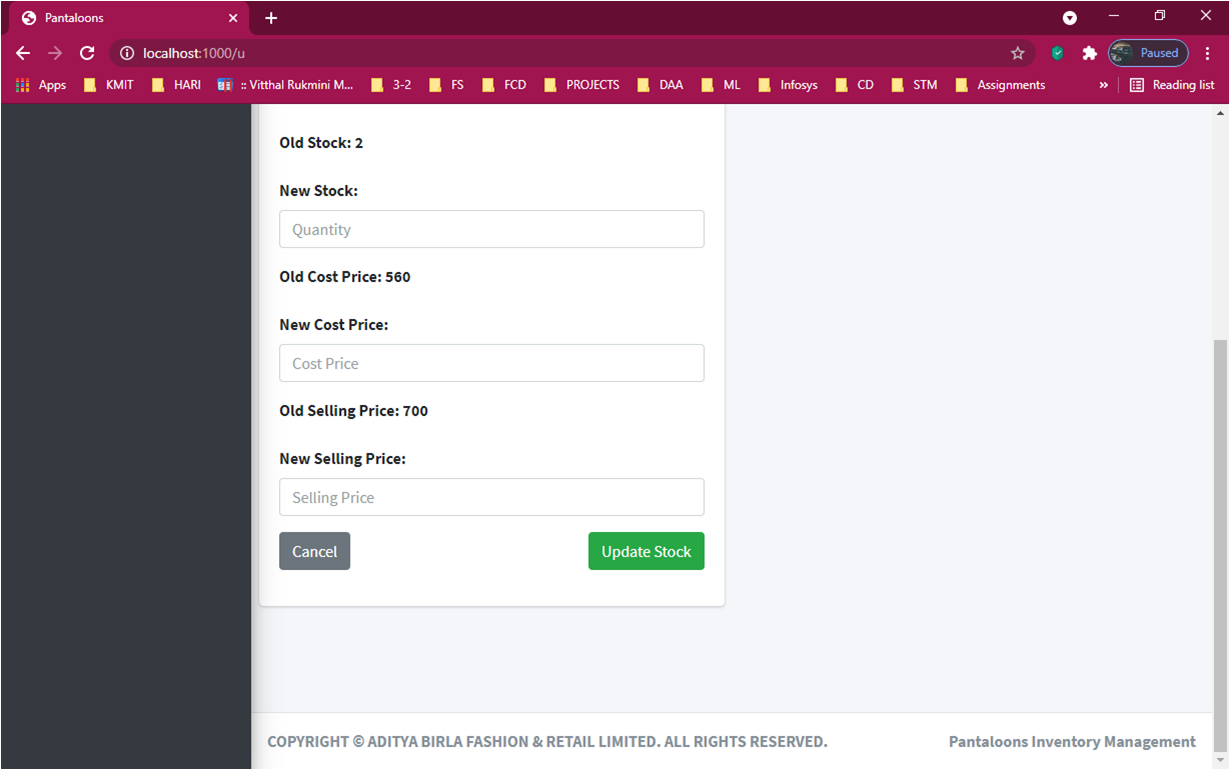 Pantaloons
localhost:1000/u
Paused
Apps KMIT HARI :: Vitthal Rukmini M... 3-2 FS FCD PROJECTS DAA ML Infosys CD STM Assignments » Reading list
Old Stock: 2
New Stock:
Quantity
Old Cost Price: 560
New Cost Price:
Cost Price
Old Selling Price: 700
New Selling Price:
Selling Price
Cancel Update Stock
COPYRIGHT © ADITYA BIRLA FASHION & RETAIL LIMITED. ALL RIGHTS RESERVED. Pantaloons Inventory Management